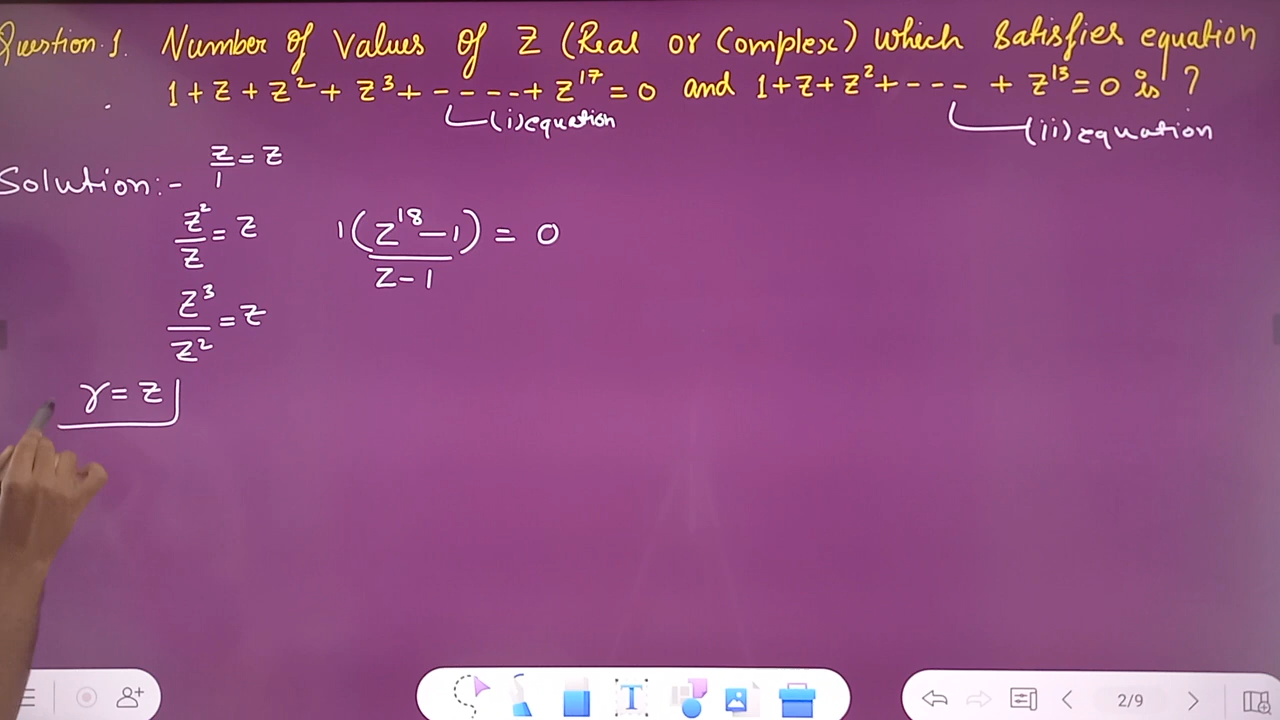 Question.1. Number of Values of Z (Real or Complex) which Satisfies equation
1+Z+Z²+Z³+----+Z¹⁷=0 and 1+Z+Z²+--- +Z¹³=0 is ?
(i)equation
(ii)equation
Solution:-
Z/1 = Z
Z²/Z = Z
1(Z¹⁸-1)/Z-1 = 0
Z³/Z² = Z
r=Z
T
2/9